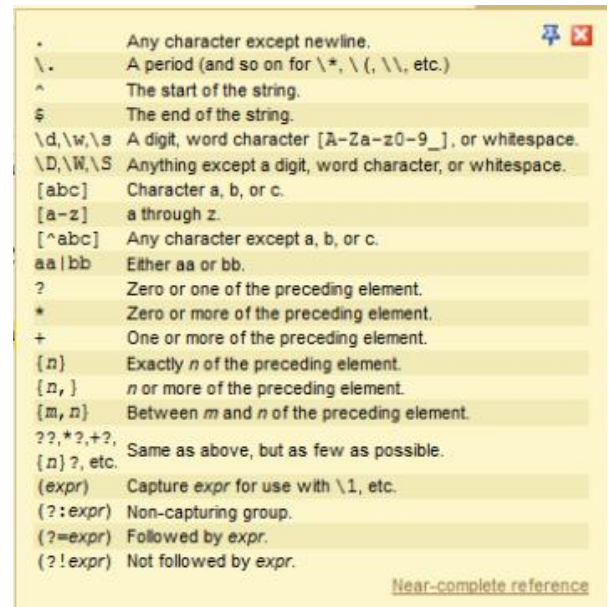 . Any character except newline.
\. A period (and so on for \*, \(, \\, etc.)
^ The start of the string.
$ The end of the string.
\d,\w,\s A digit, word character [A-Za-z0-9_], or whitespace.
\D,\W,\S Anything except a digit, word character, or whitespace.
[abc] Character a, b, or c.
[a-z] a through z.
[^abc] Any character except a, b, or c.
aa|bb Either aa or bb.
? Zero or one of the preceding element.
* Zero or more of the preceding element.
+ One or more of the preceding element.
{n} Exactly n of the preceding element.
{n,} n or more of the preceding element.
{m,n} Between m and n of the preceding element.
??,*?,+?,
{n}?, etc. Same as above, but as few as possible.
(expr) Capture expr for use with \1, etc.
(?:expr) Non-capturing group.
(?=expr) Followed by expr.
(?!expr) Not followed by expr.
Near-complete reference